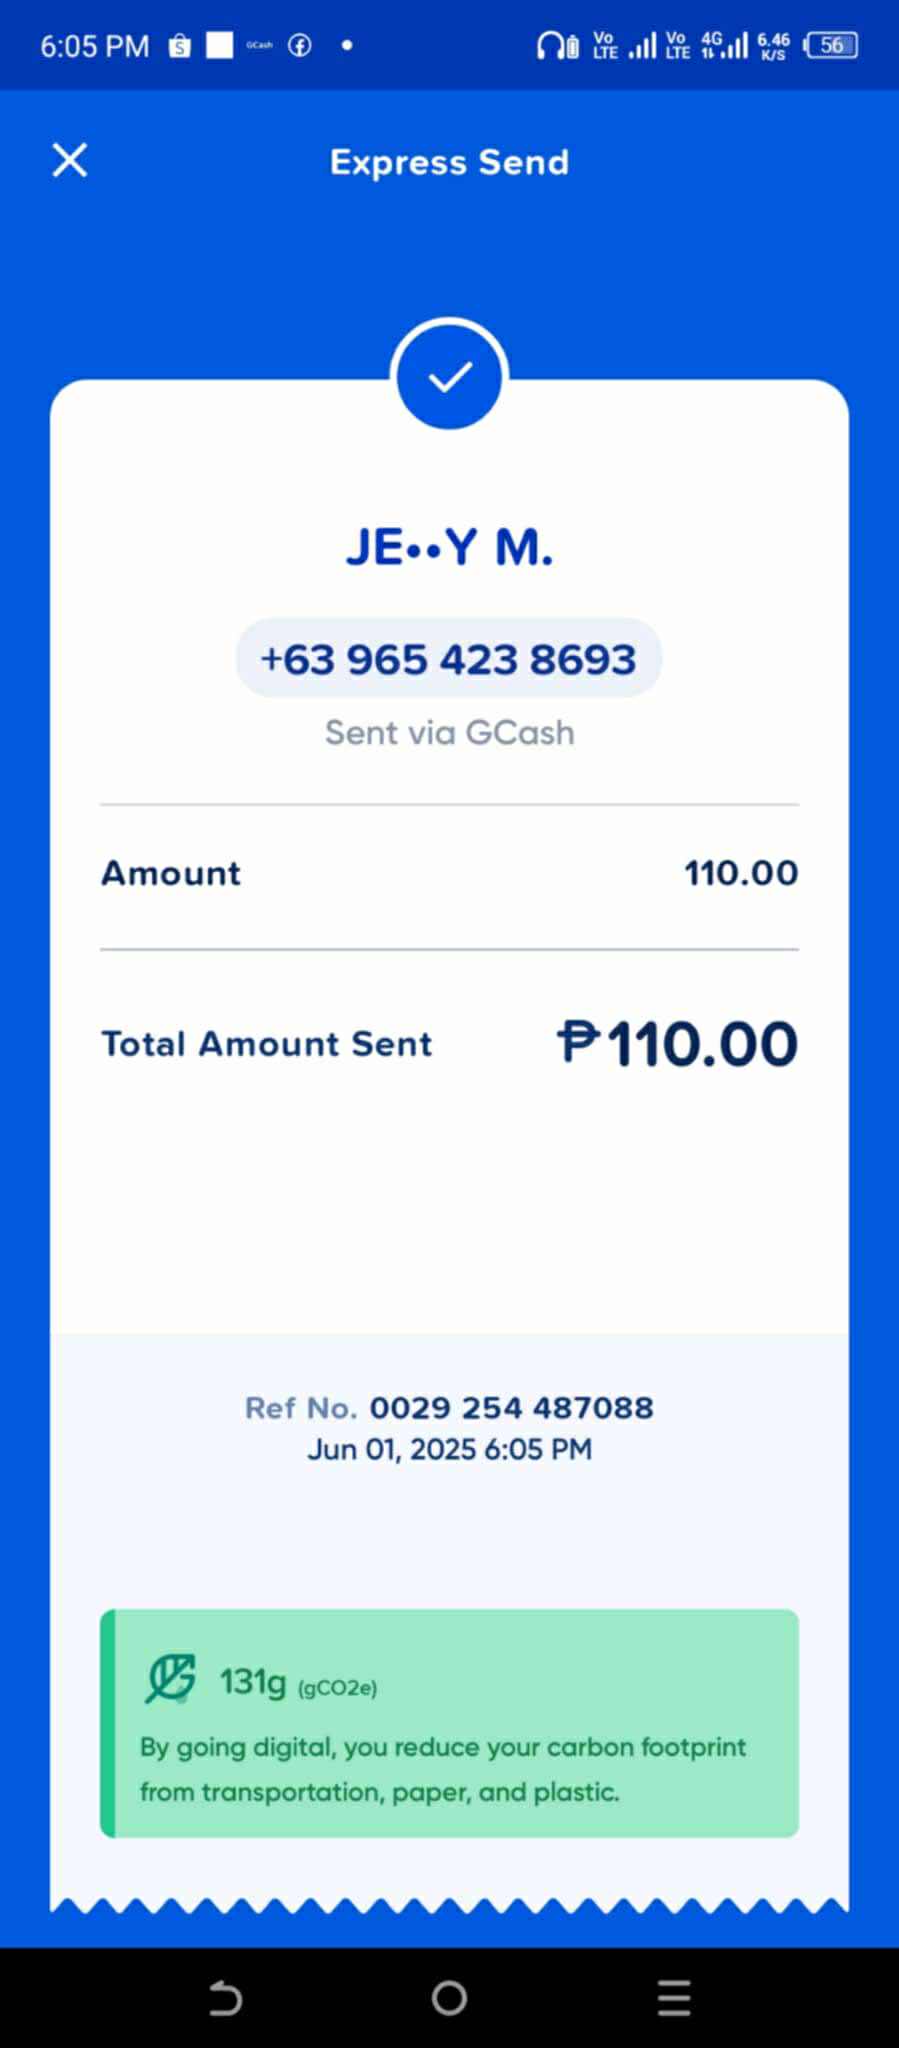 6:05 PM GCash Vo LTE Vo LTE 4G 6.46 K/S 56
Express Send
JE••Y M.
+63 965 423 8693
Sent via GCash
Amount 110.00
Total Amount Sent ₱110.00
Ref No. 0029 254 487088
Jun 01, 2025 6:05 PM
131g (gCO2e)
By going digital, you reduce your carbon footprint
from transportation, paper, and plastic.